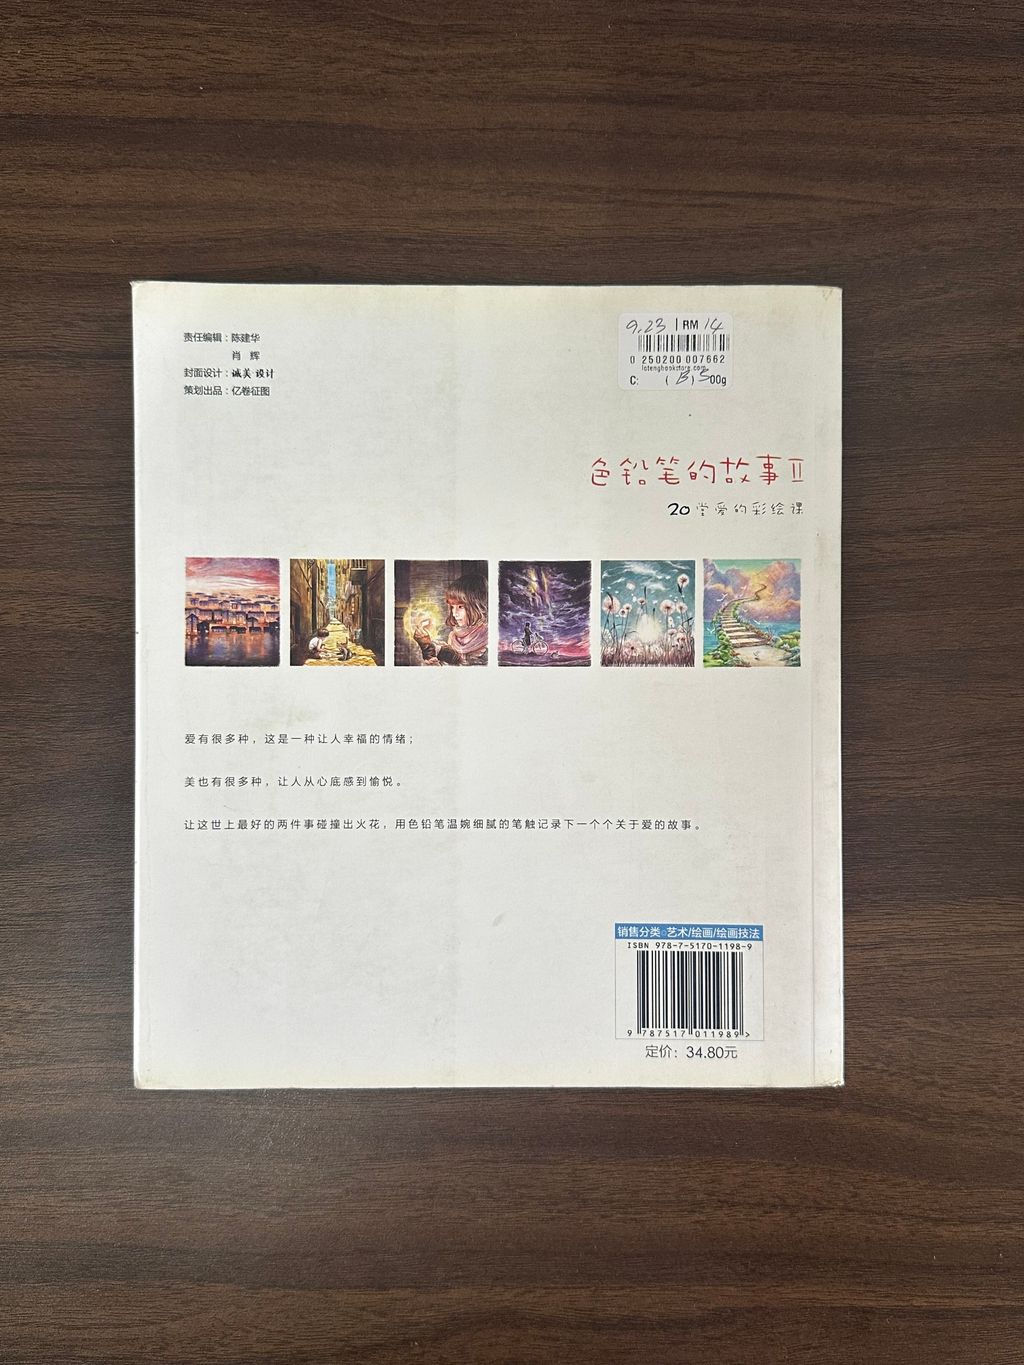 责任编辑：陈建华
肖 辉
封面设计：诚美 设计
策划出品：亿卷征图
9.23 | RM 14
0 250200 007662
latengbookstore.com
C: (B) 500g
色铅笔的故事 II
20 堂爱的彩绘课
爱有很多种，这是一种让人幸福的情绪；
美也有很多种，让人从心底感到愉悦。
让这世上最好的两件事碰撞出火花，用色铅笔温婉细腻的笔触记录下一个个关于爱的故事。
销售分类◎艺术/绘画/绘画技法
ISBN 978-7-5170-1198-9
9 787517 011989 >
定价：34.80元